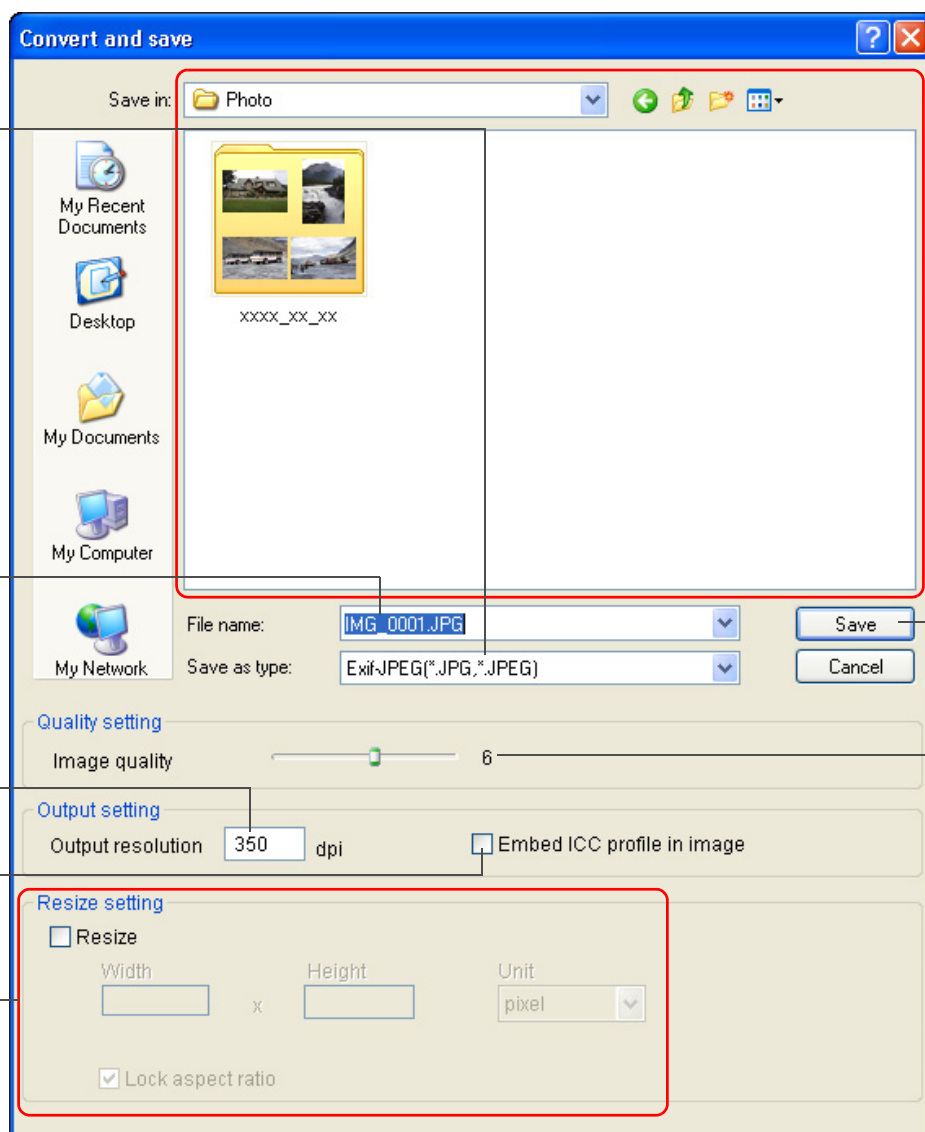 Convert and save
Save in: Photo
My Recent
Documents
Desktop
My Documents
My Computer
My Network
xxxx_xx_xx
File name: IMG_0001.JPG Save
Save as type: Exif-JPEG(*.JPG,*.JPEG) Cancel
Quality setting
Image quality 6
Output setting
Output resolution 350 dpi Embed ICC profile in image
Resize setting
Resize
Width Height Unit
x pixel
Lock aspect ratio